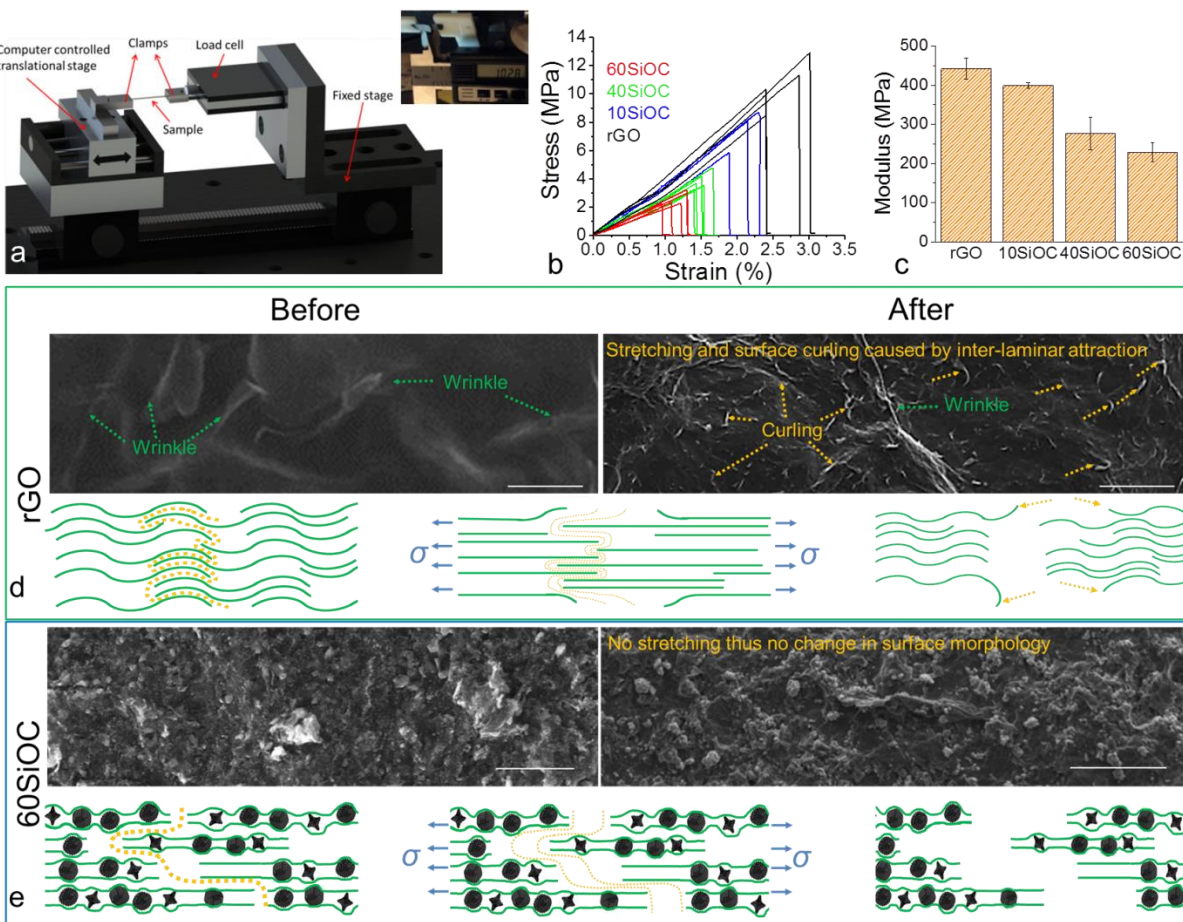 Computer controlled
translational stage
Clamps
Load cell
Sample
Fixed stage
1028
a
Stress (MPa)
14
12
10
8
6
4
2
0
60SiOC
40SiOC
10SiOC
rGO
0.0 0.5 1.0 1.5 2.0 2.5 3.0 3.5
Strain (%)
b
Modulus (MPa)
500
400
300
200
100
0
rGO 10SiOC 40SiOC 60SiOC
c
Before
After
rGO
Wrinkle
Wrinkle
Stretching and surface curling caused by inter-laminar attraction
Wrinkle
Curling
σ
σ
d
60SiOC
No stretching thus no change in surface morphology
σ
σ
e